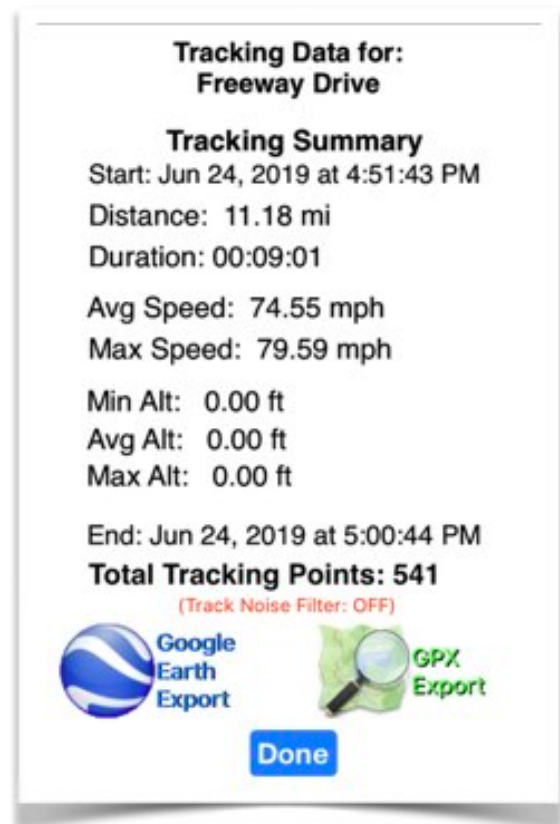 Tracking Data for:
Freeway Drive
Tracking Summary
Start: Jun 24, 2019 at 4:51:43 PM
Distance: 11.18 mi
Duration: 00:09:01
Avg Speed: 74.55 mph
Max Speed: 79.59 mph
Min Alt: 0.00 ft
Avg Alt: 0.00 ft
Max Alt: 0.00 ft
End: Jun 24, 2019 at 5:00:44 PM
Total Tracking Points: 541
(Track Noise Filter: OFF)
Google
Earth
Export
GPX
Export
Done